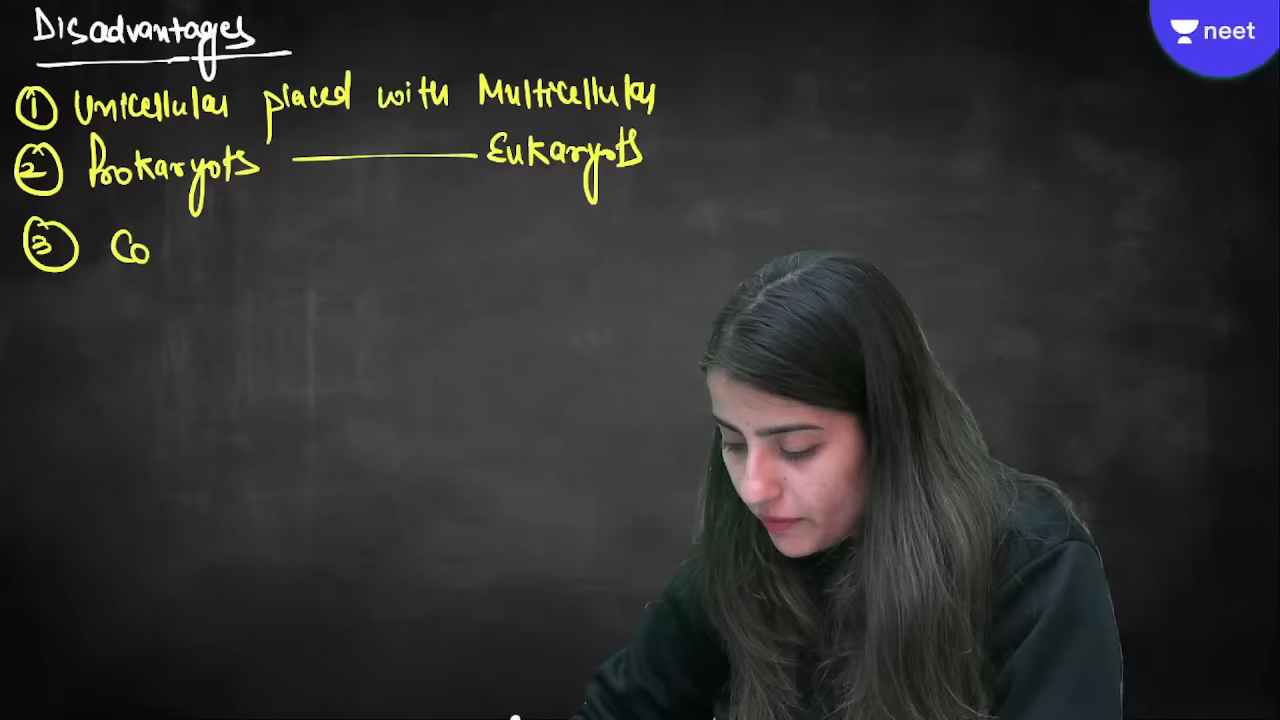 Disadvantages
① Unicellular placed with Multicellular
② Prokaryots ——— Eukaryots
③ Co
neet